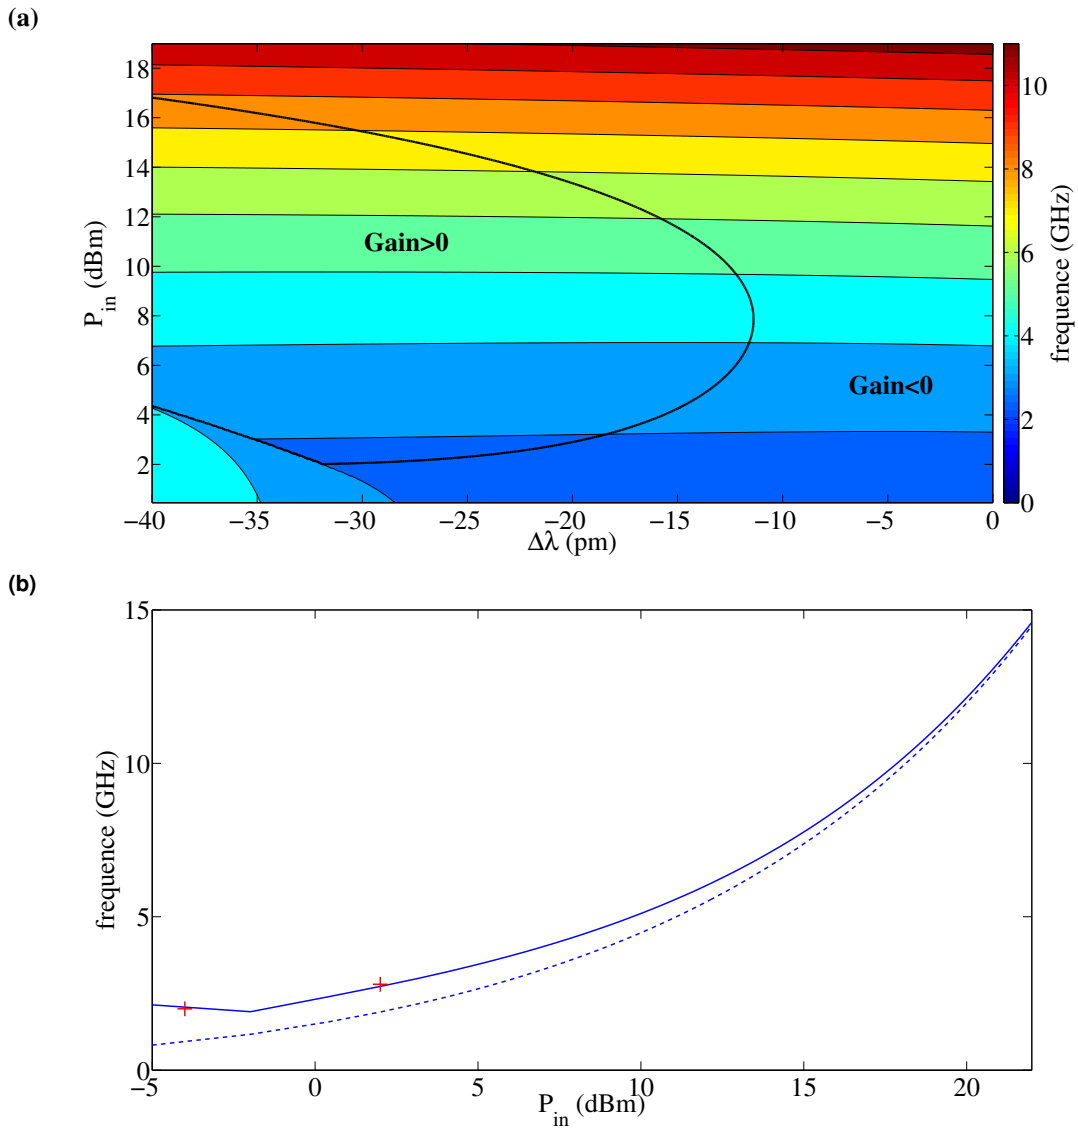 (a)
18
16
14
12
10
8
6
4
2
P_in (dBm)
Gain>0
Gain<0
−40 −35 −30 −25 −20 −15 −10 −5 0
Δλ (pm)
10
8
6
4
2
0
frequence (GHz)
(b)
15
10
5
0
frequence (GHz)
−5 0 5 10 15 20
P_in (dBm)